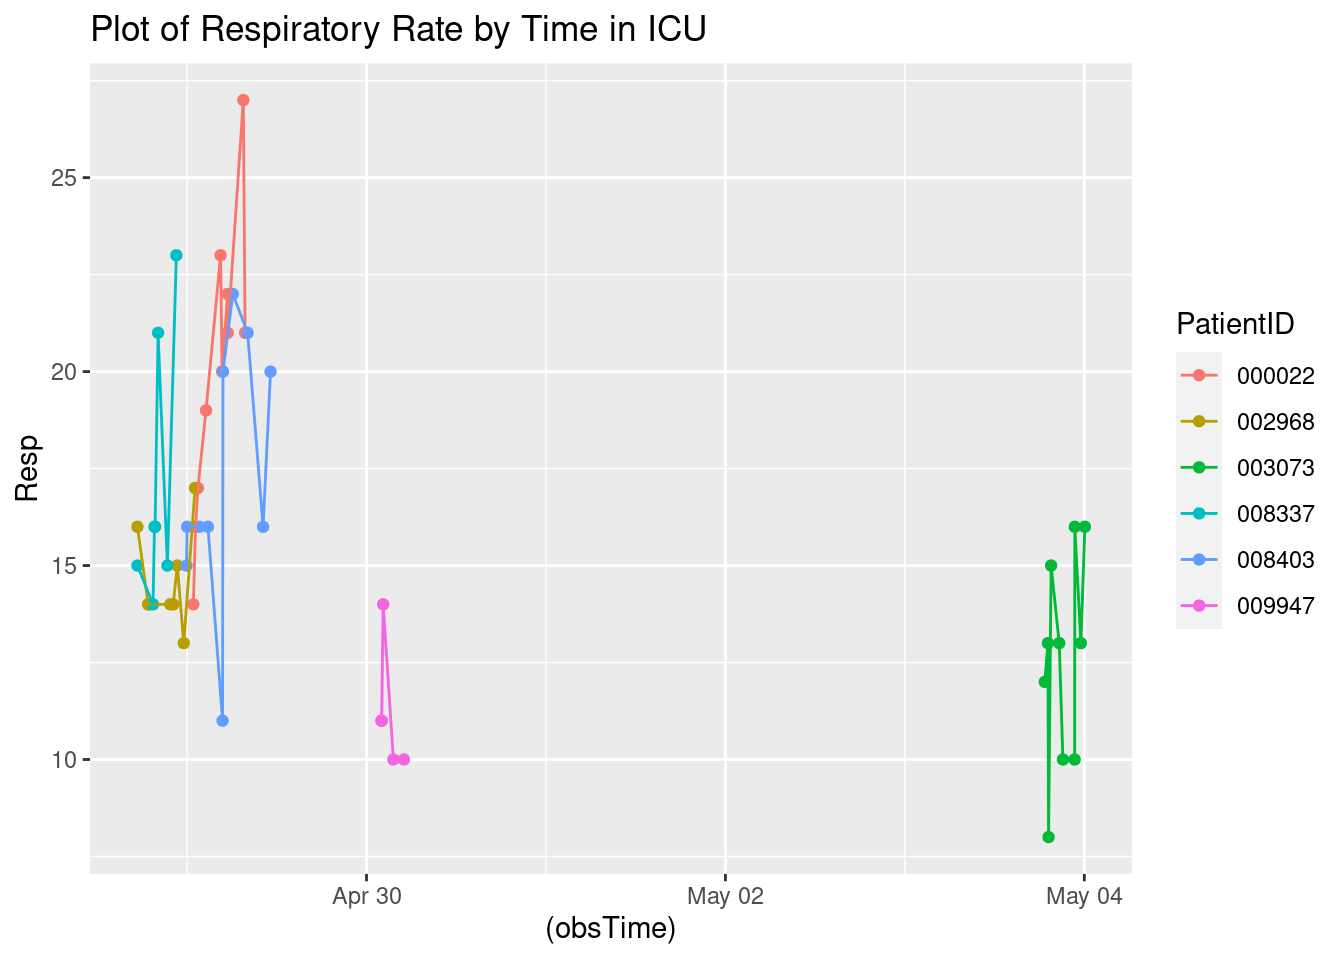 Plot of Respiratory Rate by Time in ICU
25
20
15
10
Resp
Apr 30
May 02
May 04
(obsTime)
PatientID
000022
002968
003073
008337
008403
009947